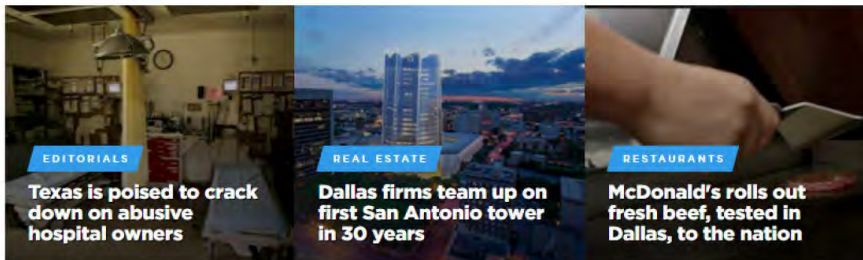 EDITORIALS
Texas is poised to crack
down on abusive
hospital owners
REAL ESTATE
Dallas firms team up on
first San Antonio tower
in 30 years
RESTAURANTS
McDonald's rolls out
fresh beef, tested in
Dallas, to the nation